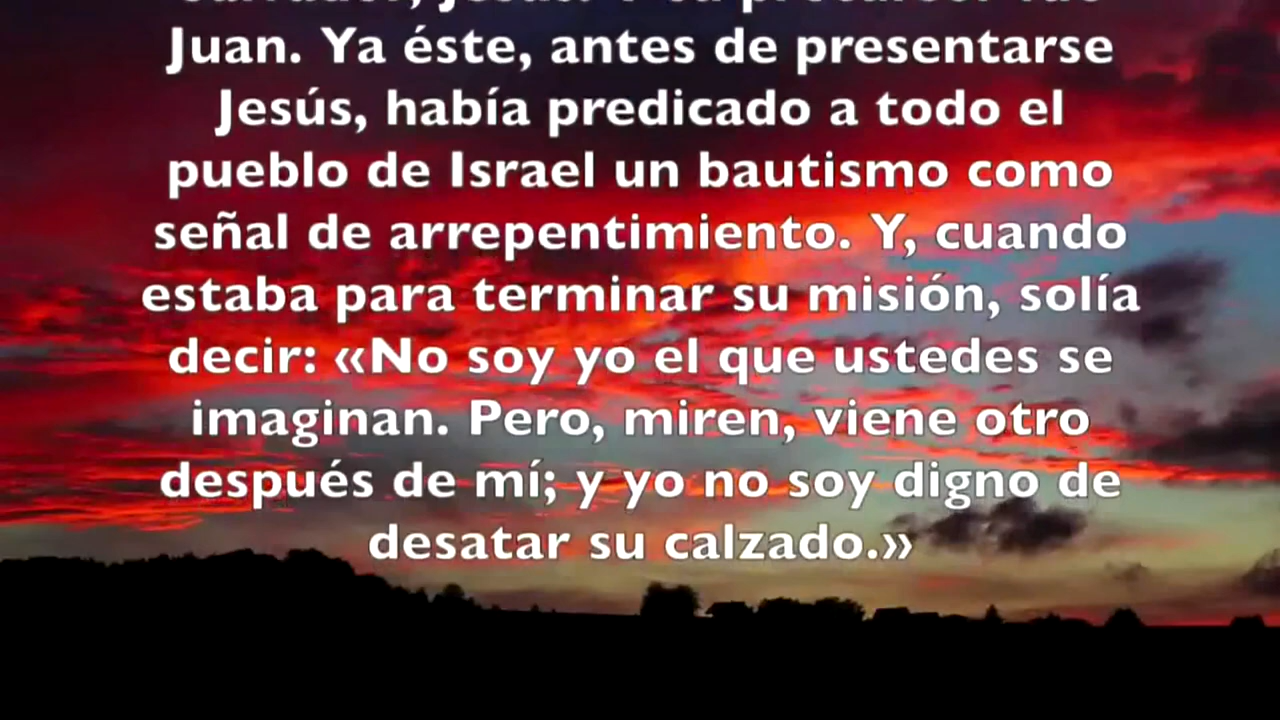 Juan. Ya éste, antes de presentarse
Jesús, había predicado a todo el
pueblo de Israel un bautismo como
señal de arrepentimiento. Y, cuando
estaba para terminar su misión, solía
decir: «No soy yo el que ustedes se
imaginan. Pero, miren, viene otro
después de mí; y yo no soy digno de
desatar su calzado.»